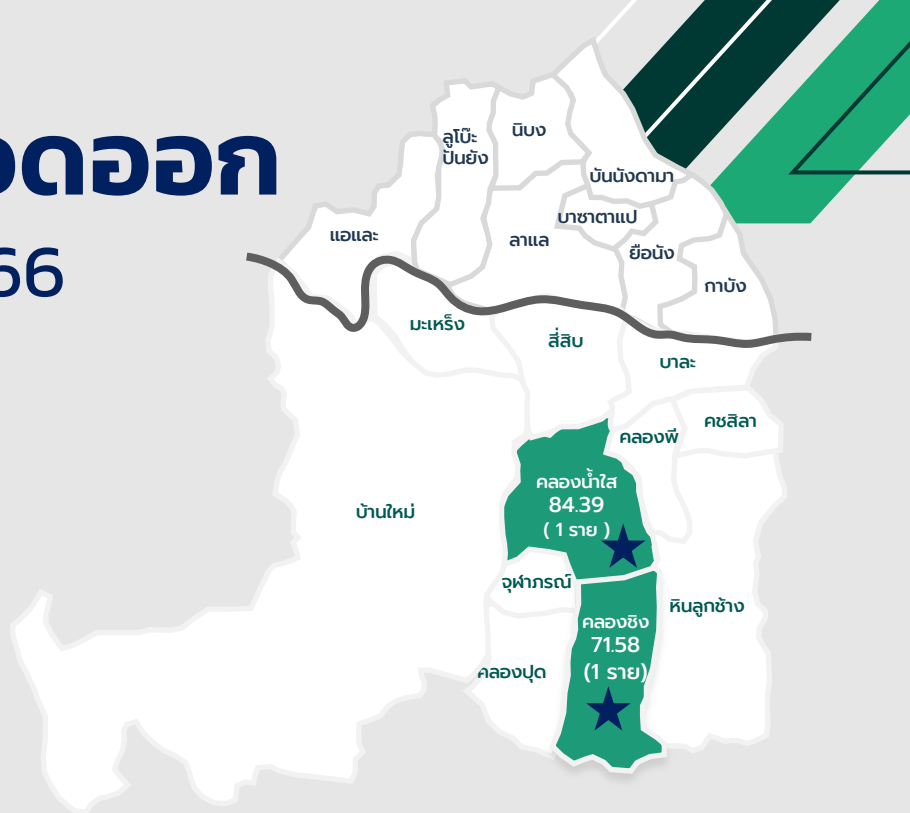 ดออก
66
ลูโบ๊ะ
ปันยัง
นิบง
บันนังดามา
บาซาตาแป
แอและ
ลาแล
ยือนัง
กาบัง
มะเหร็ง
สี่สิบ
บาละ
คลองพี
คชสิลา
คลองน้ำใส
84.39
( 1 ราย )
บ้านใหม่
จุฬาภรณ์
หินลูกช้าง
คลองชิง
71.58
(1 ราย)
คลองปุด